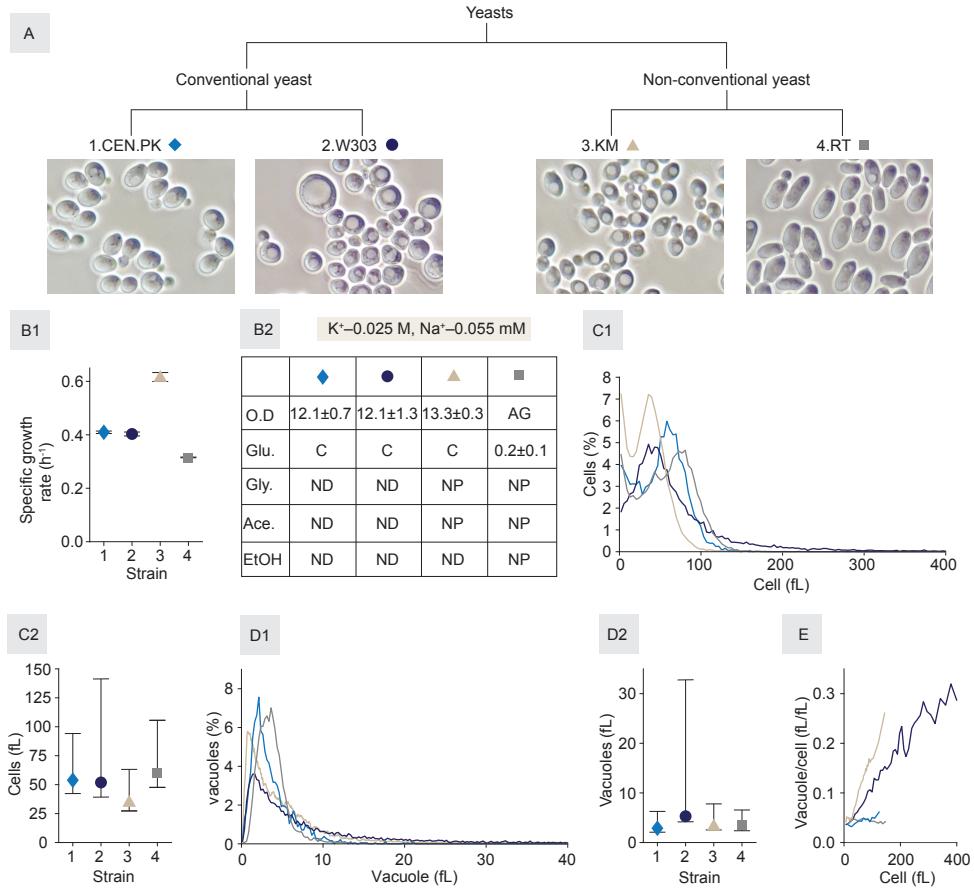 Yeasts
A
Conventional yeast
Non-conventional yeast
1.CEN.PK
2.W303
3.KM
4.RT
B1
Specific growth
rate (h⁻¹)
0.6
0.4
0.2
0.0
1 2 3 4
Strain
B2
K⁺–0.025 M, Na⁺–0.055 mM
O.D 12.1±0.7 12.1±1.3 13.3±0.3 AG
Glu. C C C 0.2±0.1
Gly. ND ND NP NP
Ace. ND ND NP NP
EtOH ND ND ND NP
C1
Cells (%)
8
7
6
5
4
3
2
1
0
0 100 200 300 400
Cell (fL)
C2
Cells (fL)
150
125
100
75
50
25
0
1 2 3 4
Strain
D1
vacuoles (%)
8
6
4
2
0
0 10 20 30 40
Vacuole (fL)
D2
Vacuoles (fL)
30
20
10
0
1 2 3 4
Strain
E
Vacuole/cell (fL/fL)
0.3
0.2
0.1
0.0
0 200 400
Cell (fL)